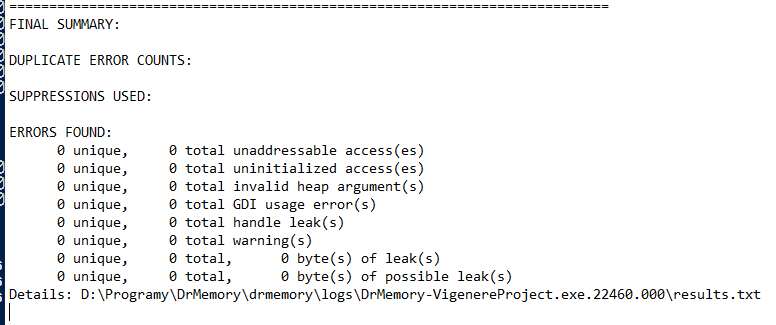 ===========================================================================
FINAL SUMMARY:
DUPLICATE ERROR COUNTS:
SUPPRESSIONS USED:
ERRORS FOUND:
      0 unique,     0 total unaddressable access(es)
      0 unique,     0 total uninitialized access(es)
      0 unique,     0 total invalid heap argument(s)
      0 unique,     0 total GDI usage error(s)
      0 unique,     0 total handle leak(s)
      0 unique,     0 total warning(s)
      0 unique,     0 total,      0 byte(s) of leak(s)
      0 unique,     0 total,      0 byte(s) of possible leak(s)
Details: D:\Programy\DrMemory\drmemory\logs\DrMemory-VigenereProject.exe.22460.000\results.txt